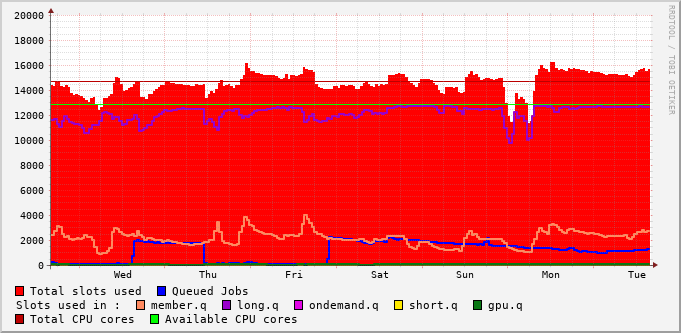 20000
18000
16000
14000
12000
10000
8000
6000
4000
2000
0
Wed Thu Fri Sat Sun Mon Tue
RRDTOOL / TOBI OETIKER
Total slots used Queued Jobs
Slots used in : member.q long.q ondemand.q short.q gpu.q
Total CPU cores Available CPU cores